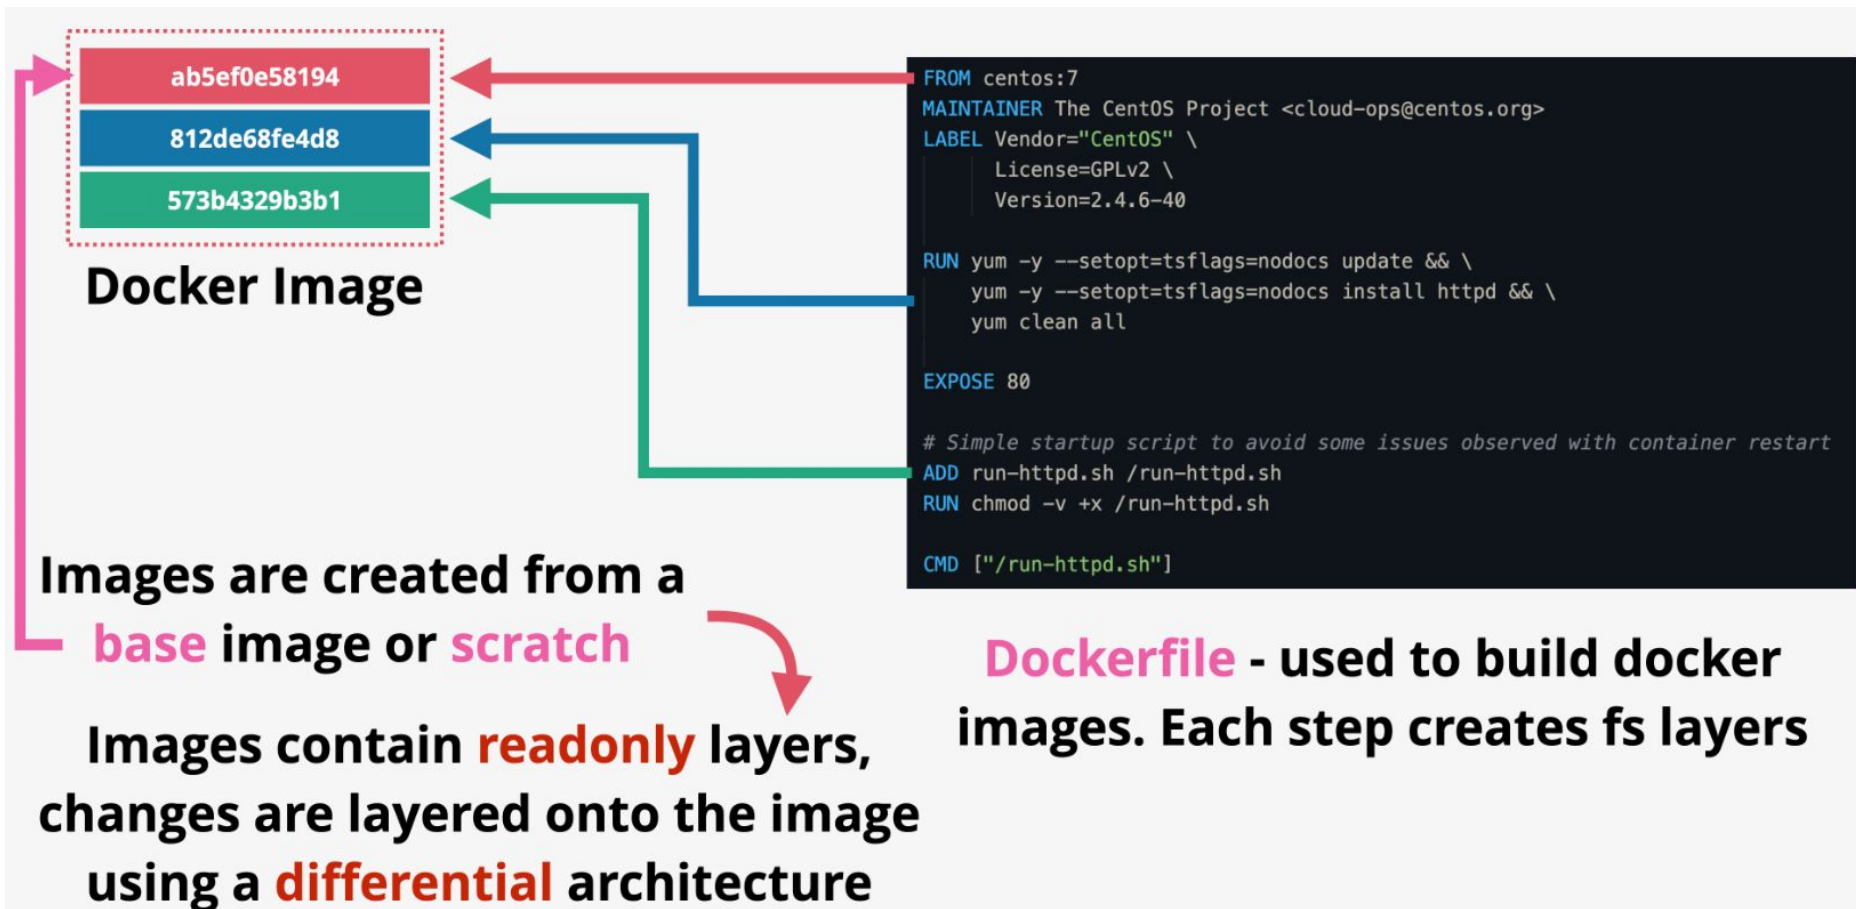 ab5ef0e58194
812de68fe4d8
573b4329b3b1
Docker Image
FROM centos:7
MAINTAINER The CentOS Project <cloud-ops@centos.org>
LABEL Vendor="CentOS" \
License=GPLv2 \
Version=2.4.6-40
RUN yum -y --setopt=tsflags=nodocs update && \
yum -y --setopt=tsflags=nodocs install httpd && \
yum clean all
EXPOSE 80
# Simple startup script to avoid some issues observed with container restart
ADD run-httpd.sh /run-httpd.sh
RUN chmod -v +x /run-httpd.sh
CMD ["/run-httpd.sh"]
Images are created from a
base image or scratch
Images contain readonly layers,
changes are layered onto the image
using a differential architecture
Dockerfile - used to build docker
images. Each step creates fs layers